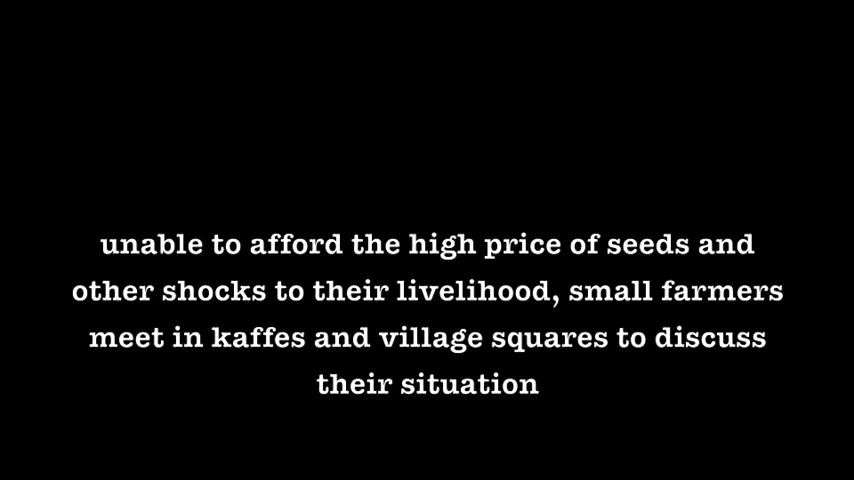 unable to afford the high price of seeds and
other shocks to their livelihood, small farmers
meet in kaffes and village squares to discuss
their situation